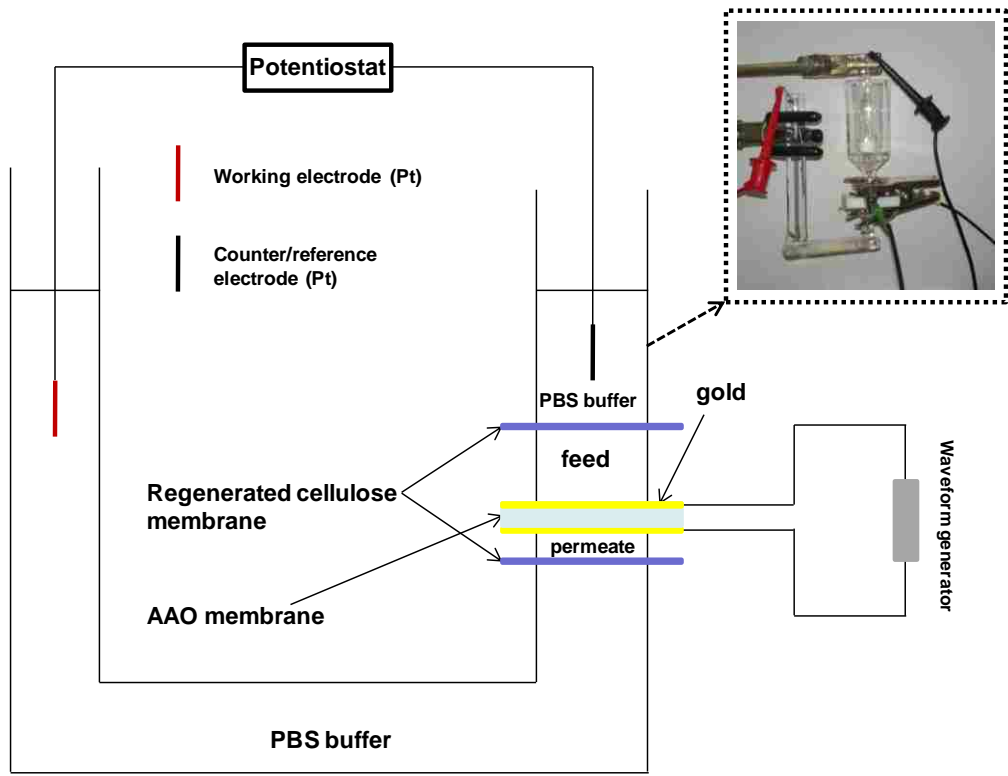 Potentiostat
Working electrode (Pt)
Counter/reference
electrode (Pt)
PBS buffer
gold
feed
Regenerated cellulose
membrane
permeate
AAO membrane
Waveform generator
PBS buffer